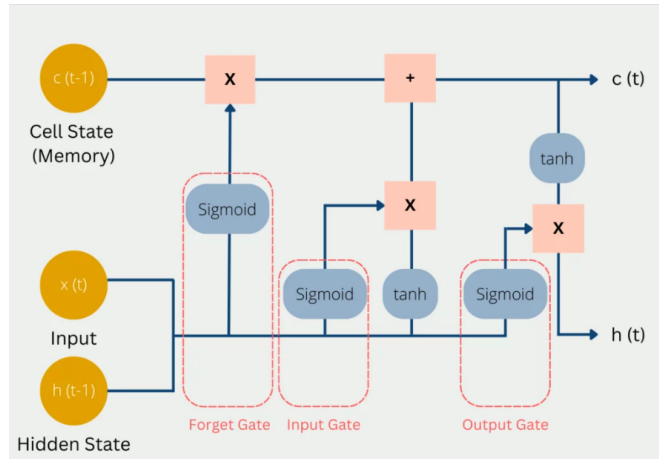 c (t-1)
X
+
c (t)
Cell State
(Memory)
tanh
Sigmoid
X
X
x (t)
Sigmoid
tanh
Sigmoid
Input
h (t)
h (t-1)
Forget Gate
Input Gate
Output Gate
Hidden State